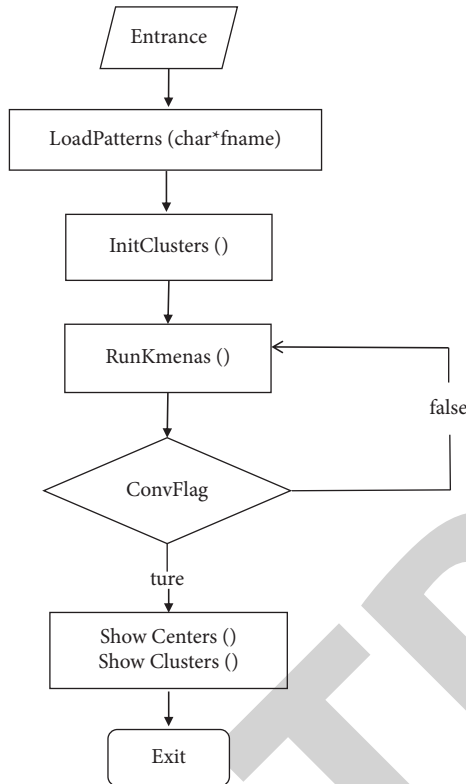 Entrance
LoadPatterns (char*fname)
InitClusters ()
RunKmenas ()
false
ConvFlag
ture
Show Centers ()
Show Clusters ()
Exit